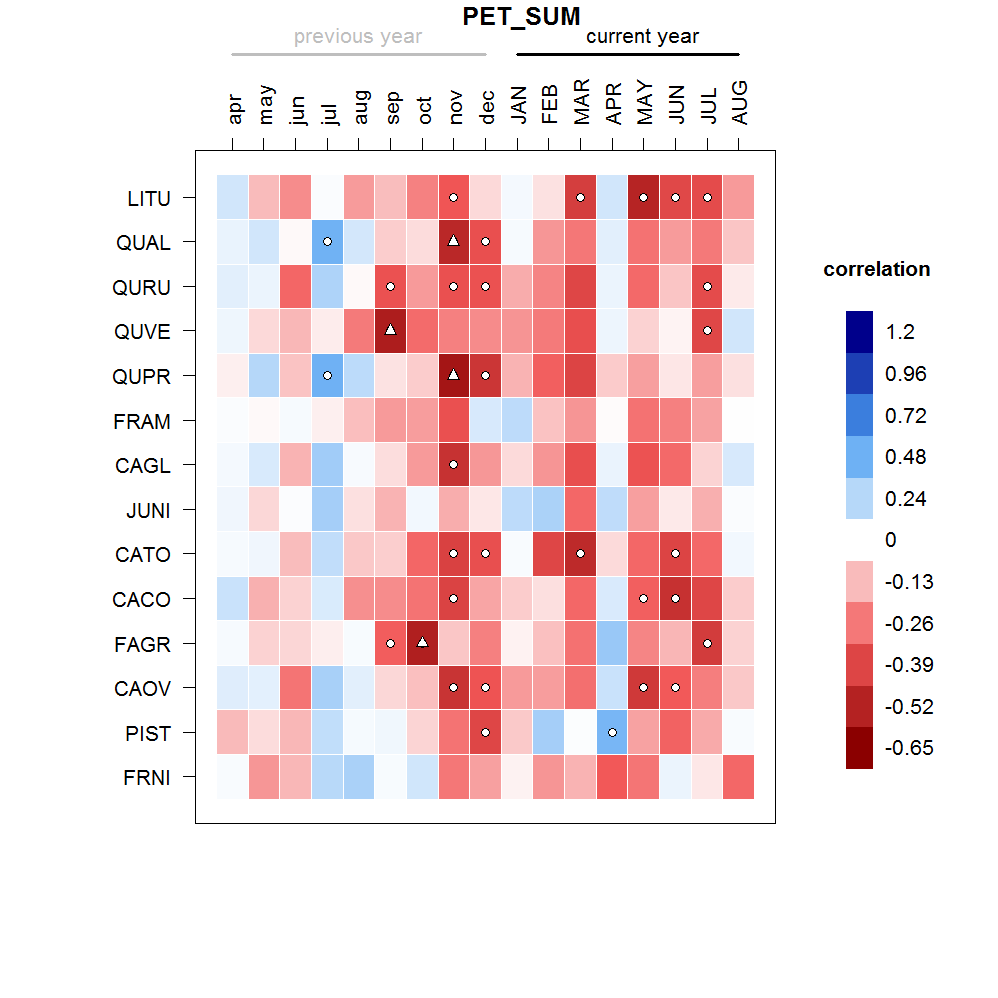 PET_SUM
previous year
current year
apr may jun jul aug sep oct nov dec JAN FEB MAR APR MAY JUN JUL AUG
LITU
QUAL
QURU
QUVE
QUPR
FRAM
CAGL
JUNI
CATO
CACO
FAGR
CAOV
PIST
FRNI
correlation
1.2
0.96
0.72
0.48
0.24
0
-0.13
-0.26
-0.39
-0.52
-0.65